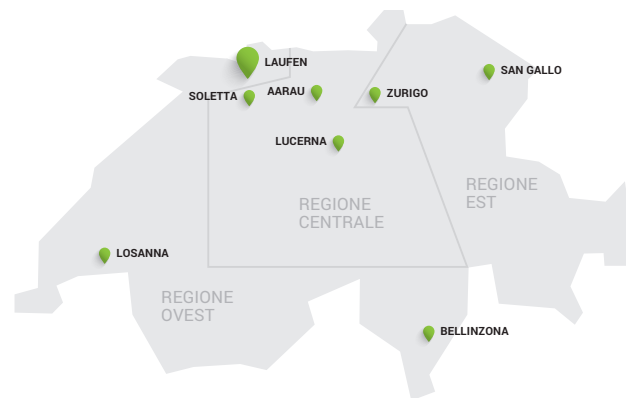 LAUFEN
SAN GALLO
SOLETTA
AARAU
ZURIGO
LUCERNA
REGIONE
EST
REGIONE
CENTRALE
LOSANNA
REGIONE
OVEST
BELLINZONA